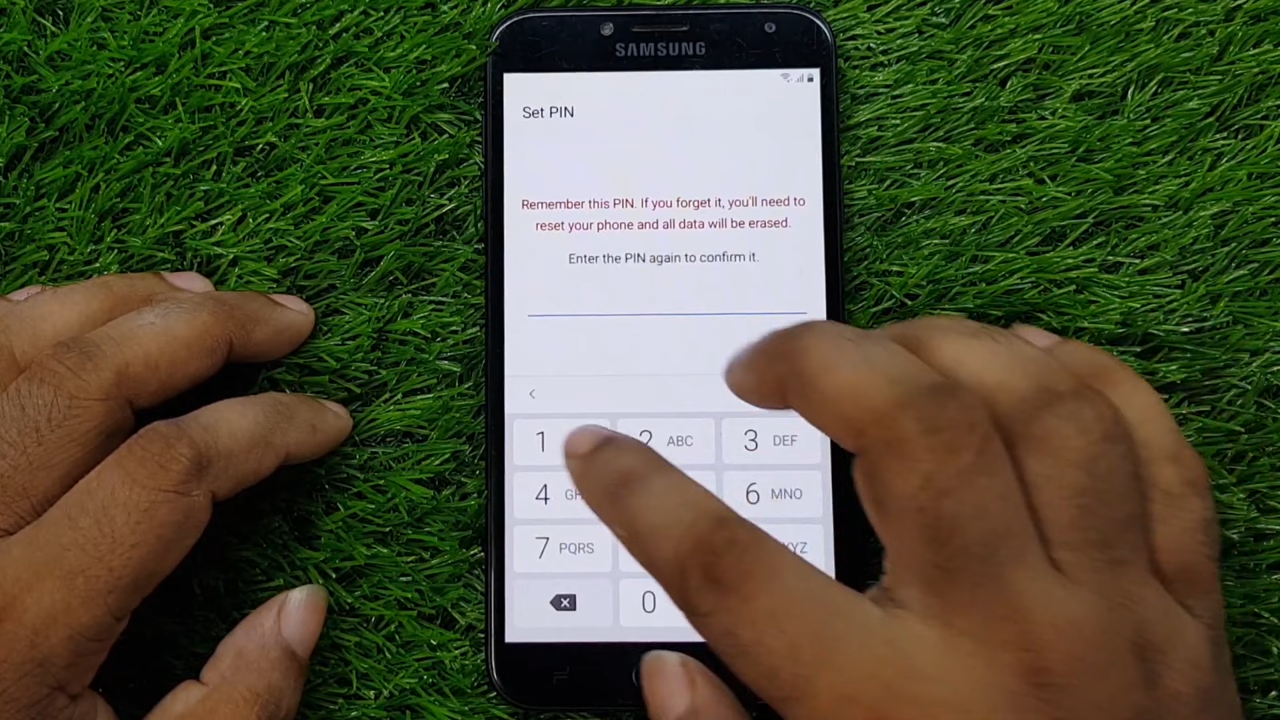 SAMSUNG
Set PIN
Remember this PIN. If you forget it, you'll need to
reset your phone and all data will be erased.
Enter the PIN again to confirm it.
1 2 ABC 3 DEF
4 6 MNO
7 PQRS
0